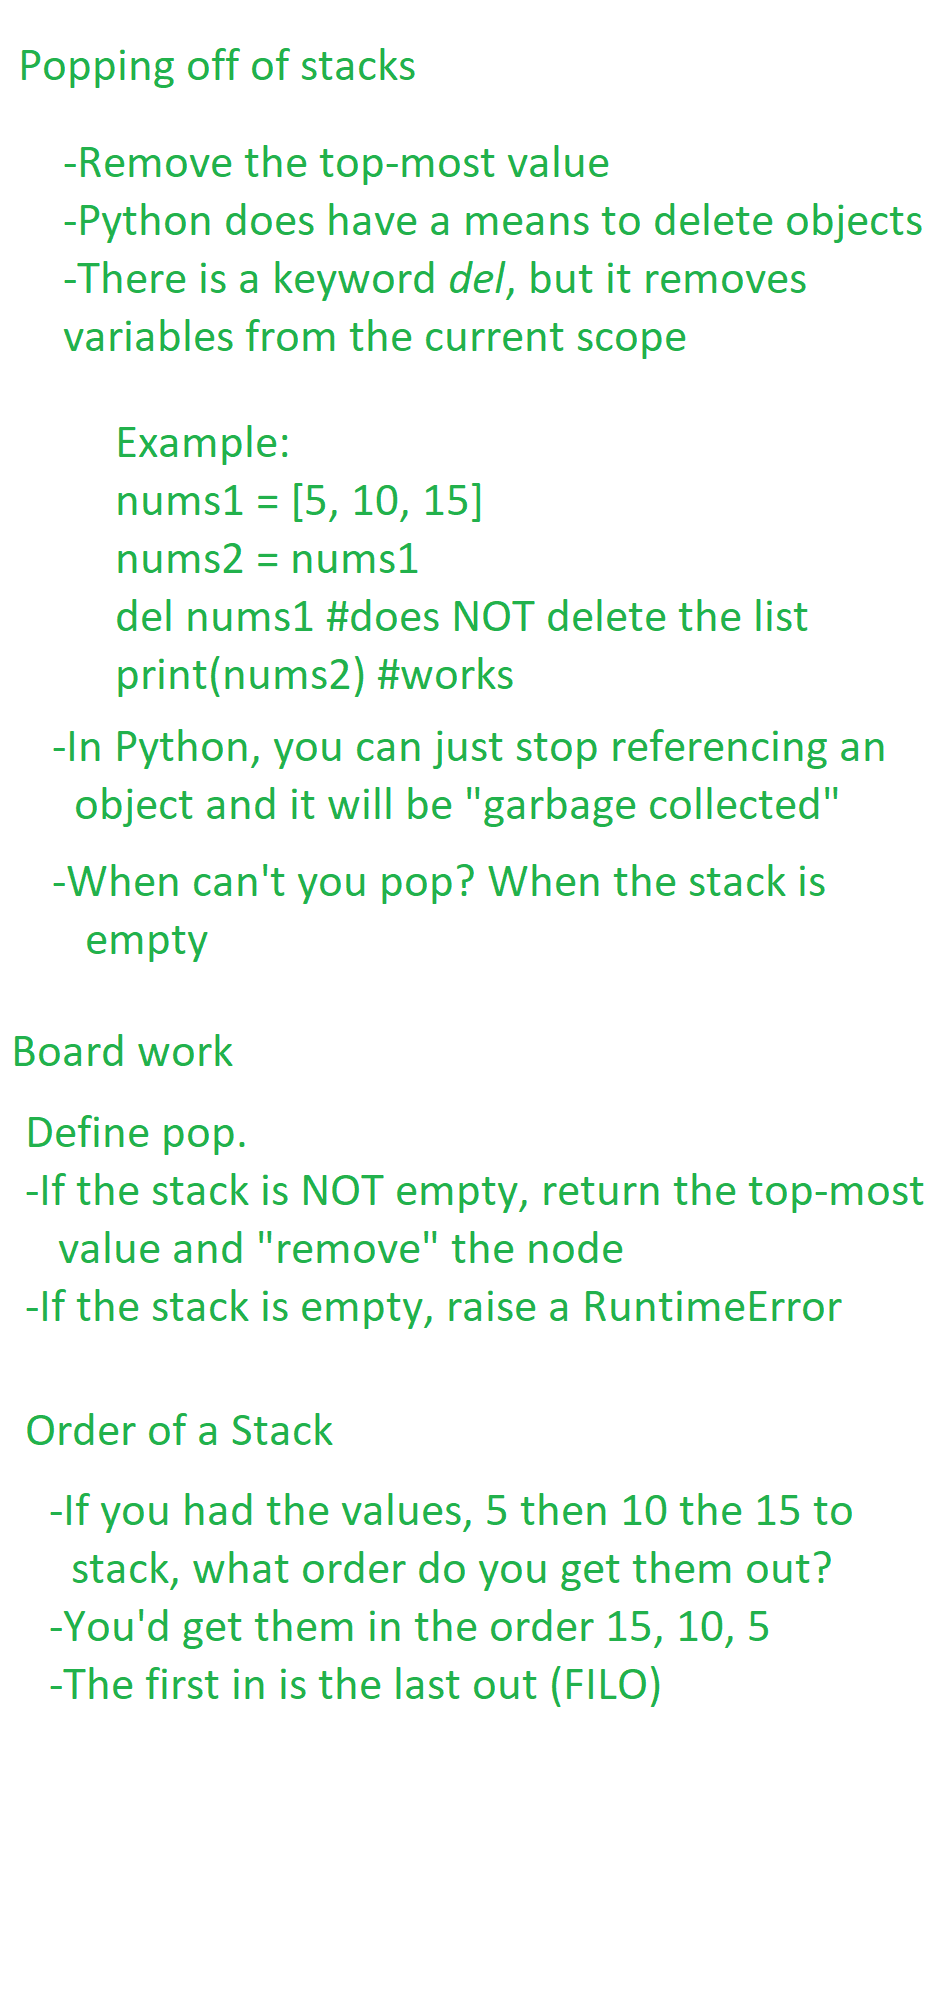 Popping off of stacks
-Remove the top-most value
-Python does have a means to delete objects
-There is a keyword del, but it removes
variables from the current scope
Example:
nums1 = [5, 10, 15]
nums2 = nums1
del nums1 #does NOT delete the list
print(nums2) #works
-In Python, you can just stop referencing an
object and it will be "garbage collected"
-When can't you pop? When the stack is
empty
Board work
Define pop.
-If the stack is NOT empty, return the top-most
value and "remove" the node
-If the stack is empty, raise a RuntimeError
Order of a Stack
-If you had the values, 5 then 10 the 15 to
stack, what order do you get them out?
-You'd get them in the order 15, 10, 5
-The first in is the last out (FILO)